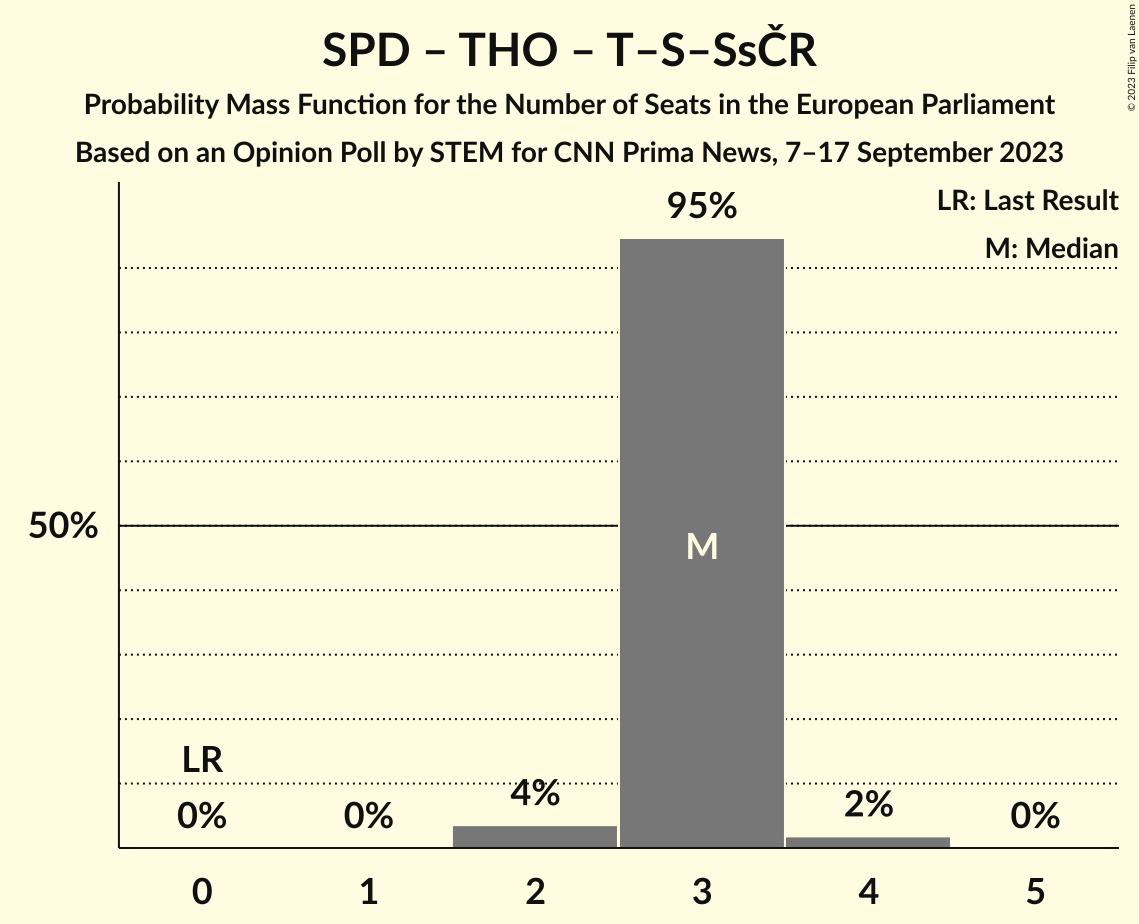 SPD – THO – T–S–SsČR
Probability Mass Function for the Number of Seats in the European Parliament
Based on an Opinion Poll by STEM for CNN Prima News, 7–17 September 2023
© 2023 Filip van Laenen
LR: Last Result
M: Median
95%
50%
M
LR
0%
0%
4%
2%
0%
0
1
2
3
4
5